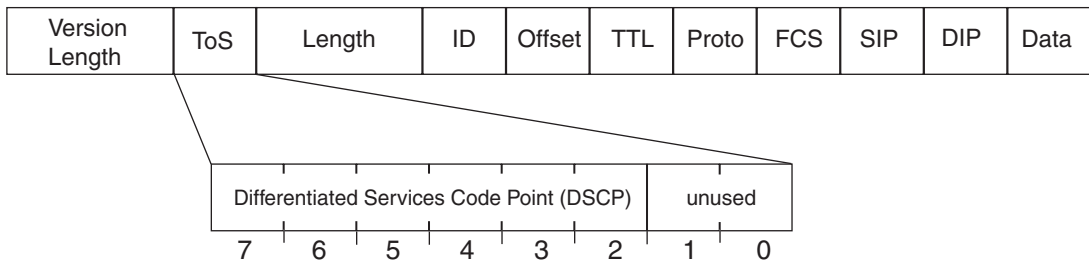 Version
Length
ToS
Length
ID
Offset
TTL
Proto
FCS
SIP
DIP
Data
Differentiated Services Code Point (DSCP)
unused
7 6 5 4 3 2 1 0